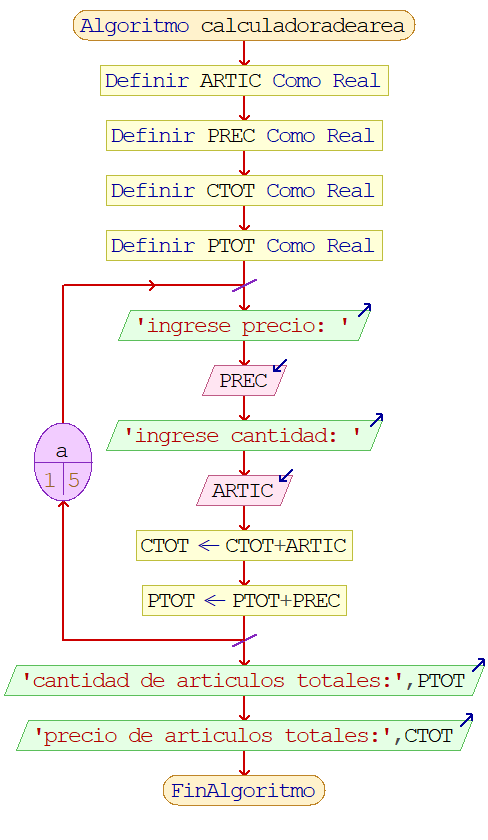 Algoritmo calculadoradearea
Definir ARTIC Como Real
Definir PREC Como Real
Definir CTOT Como Real
Definir PTOT Como Real
'ingrese precio: '
PREC
'ingrese cantidad: '
a
1 5
ARTIC
CTOT ← CTOT+ARTIC
PTOT ← PTOT+PREC
'cantidad de articulos totales:',PTOT
'precio de articulos totales:',CTOT
FinAlgoritmo